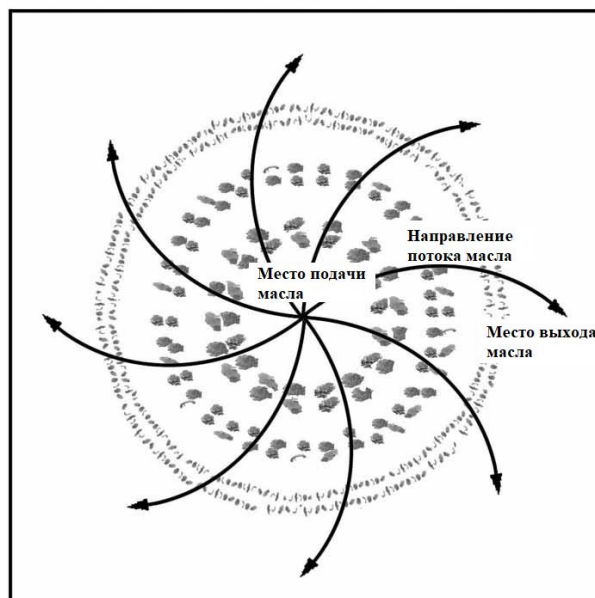 Направление
потока масла
Место подачи
масла
Место выхода
масла